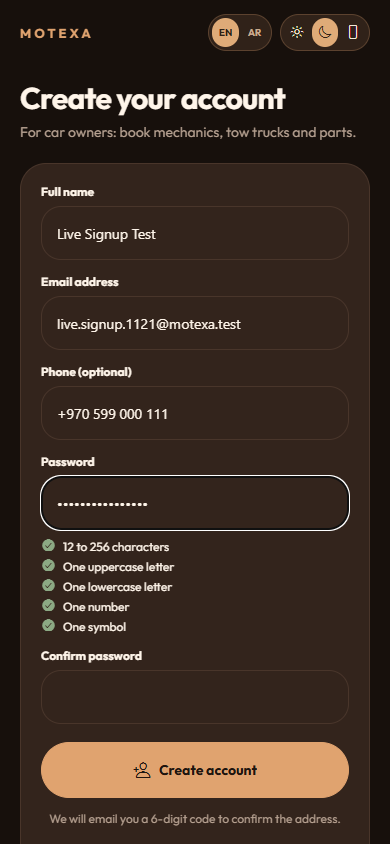 MOTEXA
EN AR
Create your account
For car owners: book mechanics, tow trucks and parts.
Full name
Live Signup Test
Email address
live.signup.1121@motexa.test
Phone (optional)
+970 599 000 111
Password
••••••••••••••••
12 to 256 characters
One uppercase letter
One lowercase letter
One number
One symbol
Confirm password
Create account
We will email you a 6-digit code to confirm the address.